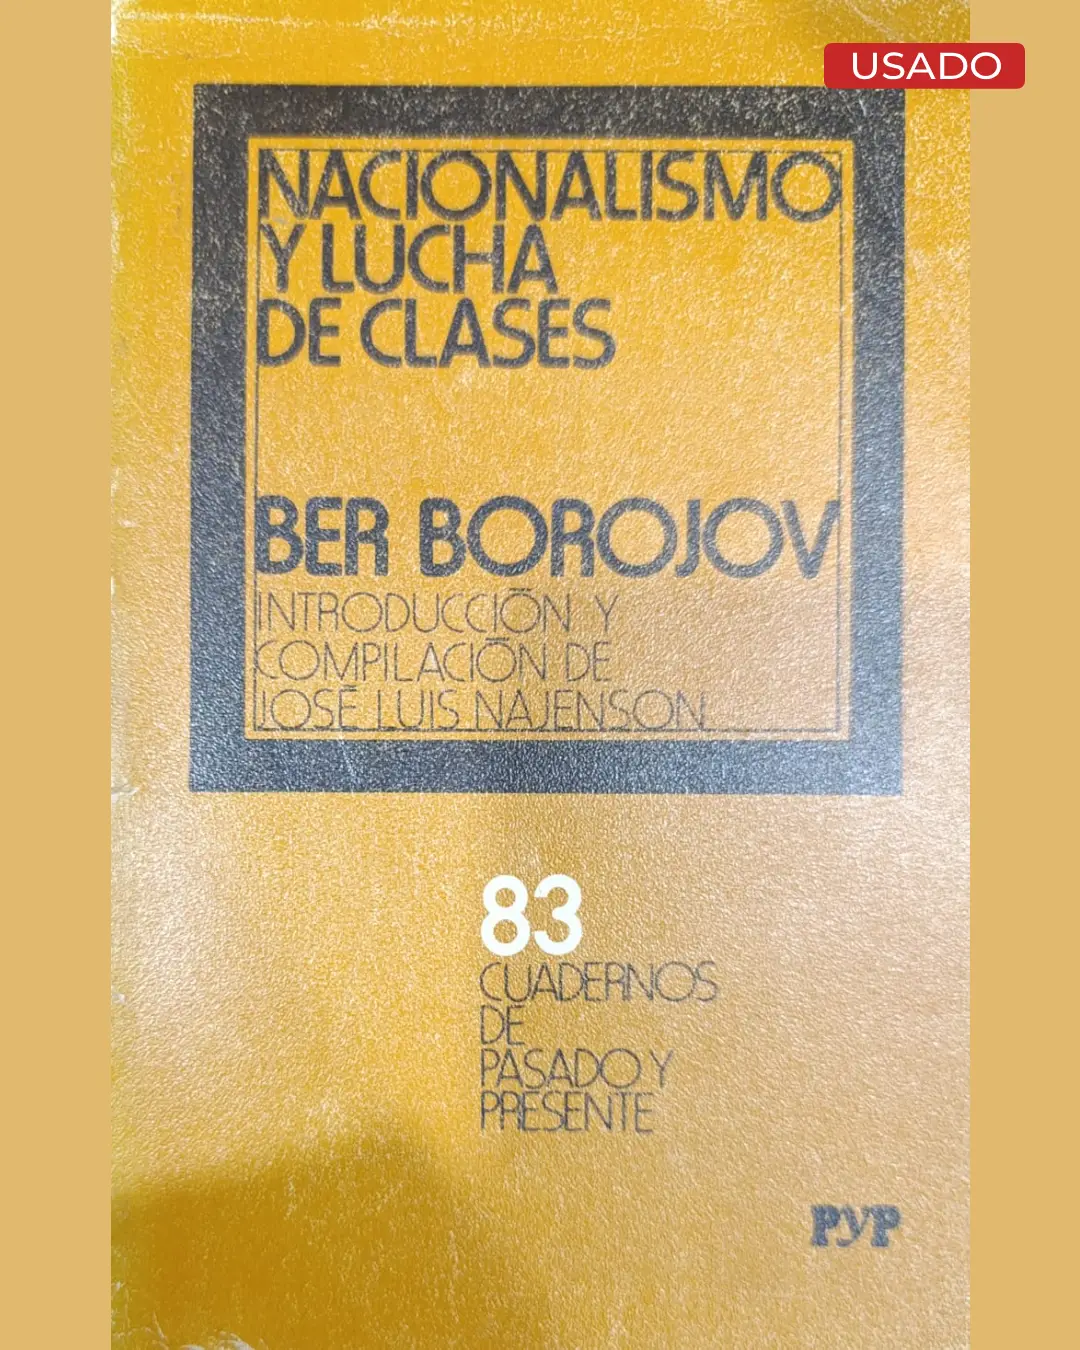 USADO
NACIONALISMO
Y LUCHA
DE CLASES
BER BOROJOV
INTRODUCCIÓN Y
COMPILACIÓN DE
JOSÉ LUIS NAJENSON
83
CUADERNOS
DE
PASADO Y
PRESENTE
PYP